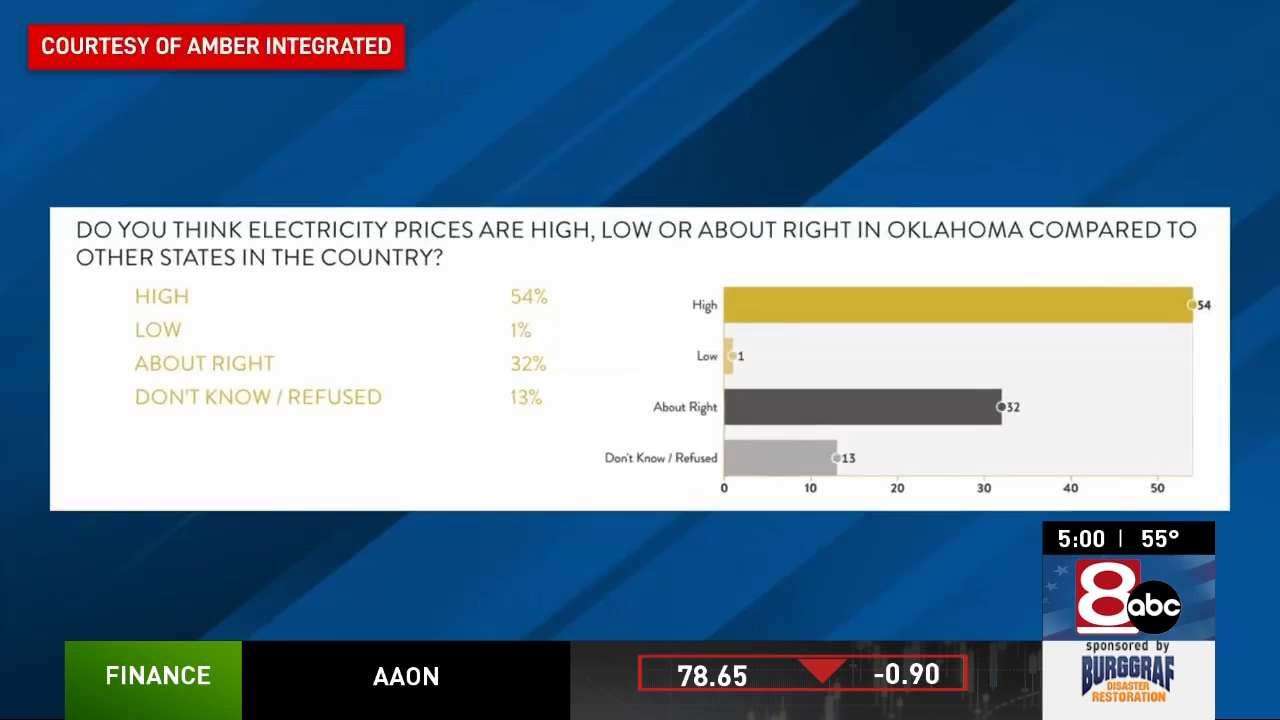 COURTESY OF AMBER INTEGRATED
DO YOU THINK ELECTRICITY PRICES ARE HIGH, LOW OR ABOUT RIGHT IN OKLAHOMA COMPARED TO
OTHER STATES IN THE COUNTRY?
HIGH 54%
LOW 1%
ABOUT RIGHT 32%
DON'T KNOW / REFUSED 13%
High 54
Low 1
About Right 32
Don't Know / Refused 13
0 10 20 30 40 50
5:00 | 55°
8 abc
sponsored by
BURGGRAF
DISASTER
RESTORATION
FINANCE AAON 78.65 -0.90